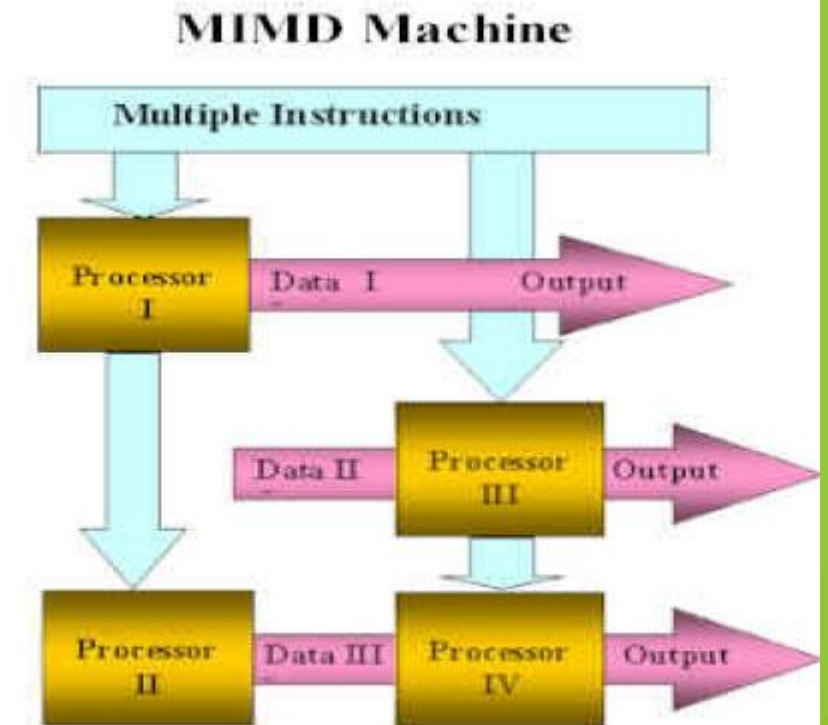 MIMD Machine
Multiple Instructions
Processor
I
Data I
Output
Data II
Processor
III
Output
Processor
II
Data III
Processor
IV
Output